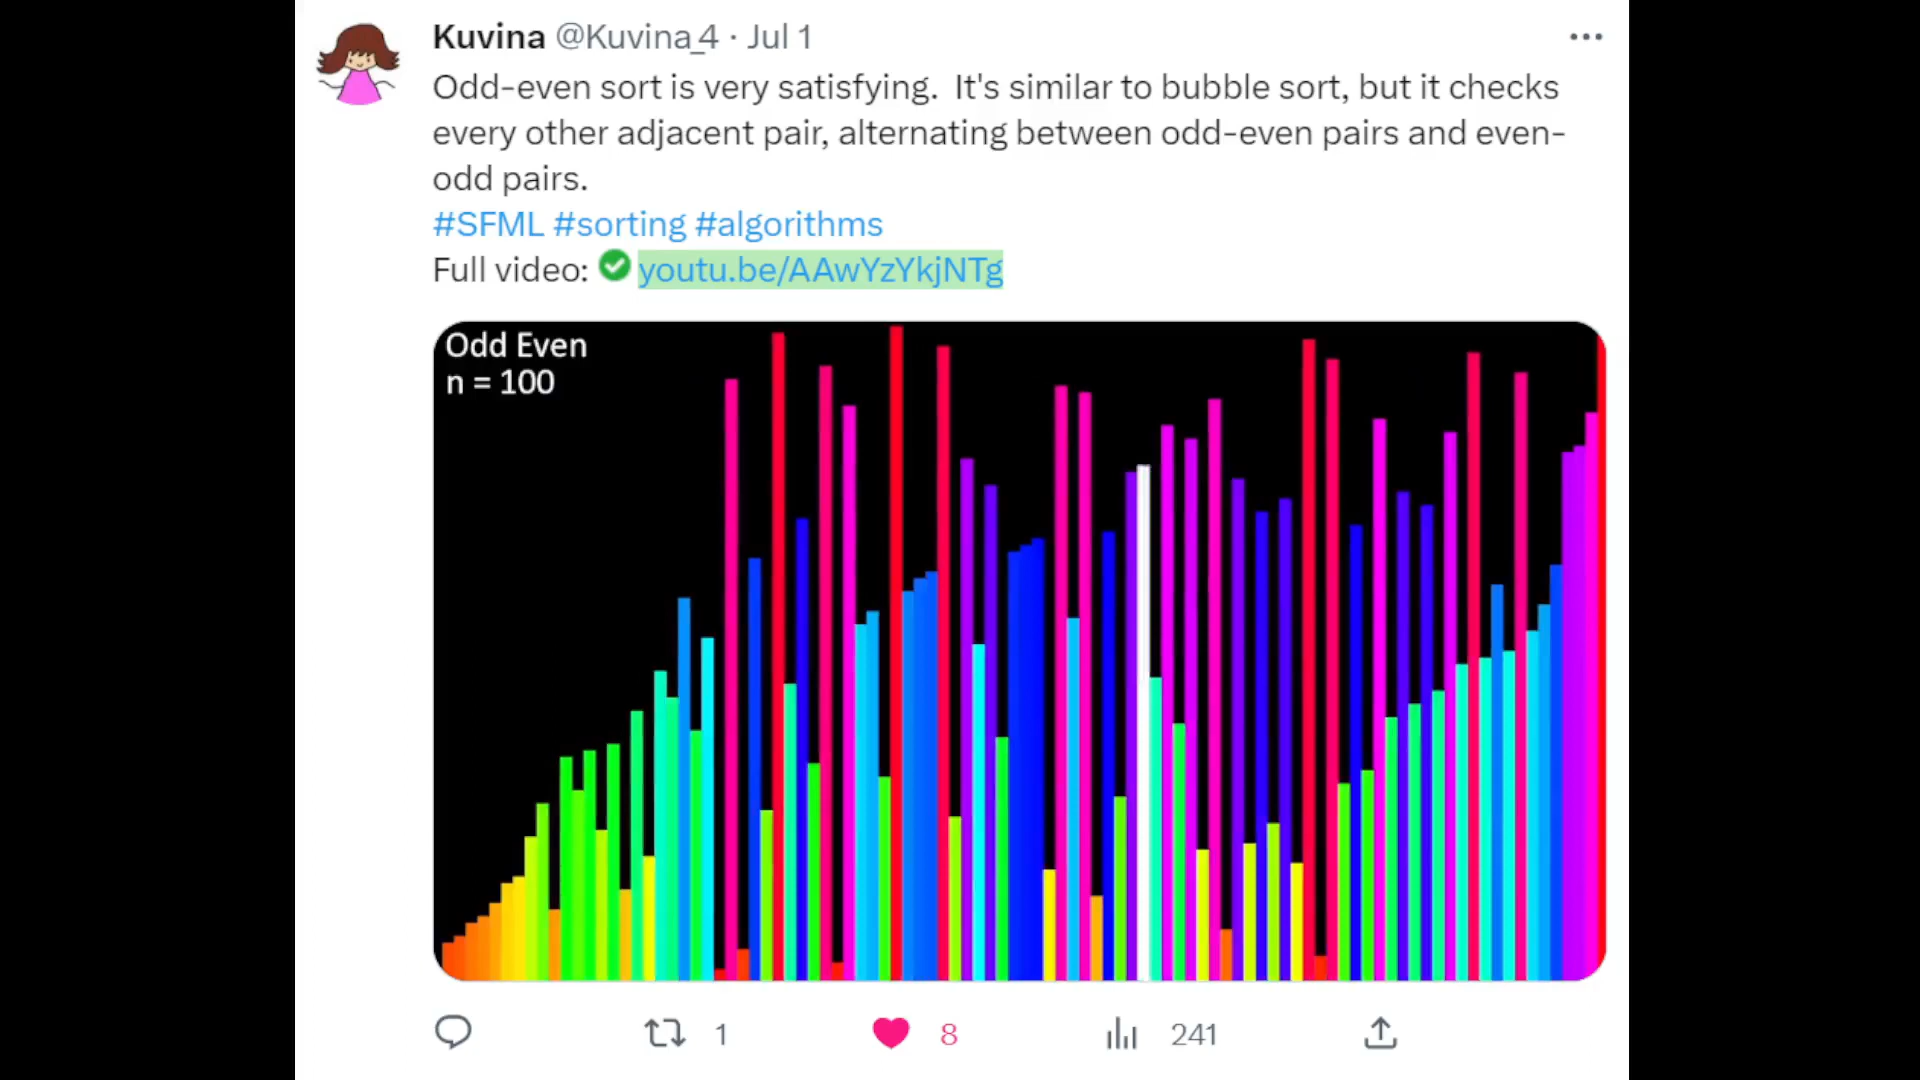 Kuvina @Kuvina_4 · Jul 1
Odd-even sort is very satisfying.  It's similar to bubble sort, but it checks
every other adjacent pair, alternating between odd-even pairs and even-
odd pairs.
#SFML #sorting #algorithms
Full video: youtu.be/AAwYzYkjNTg
Odd Even
n = 100
1 8 241